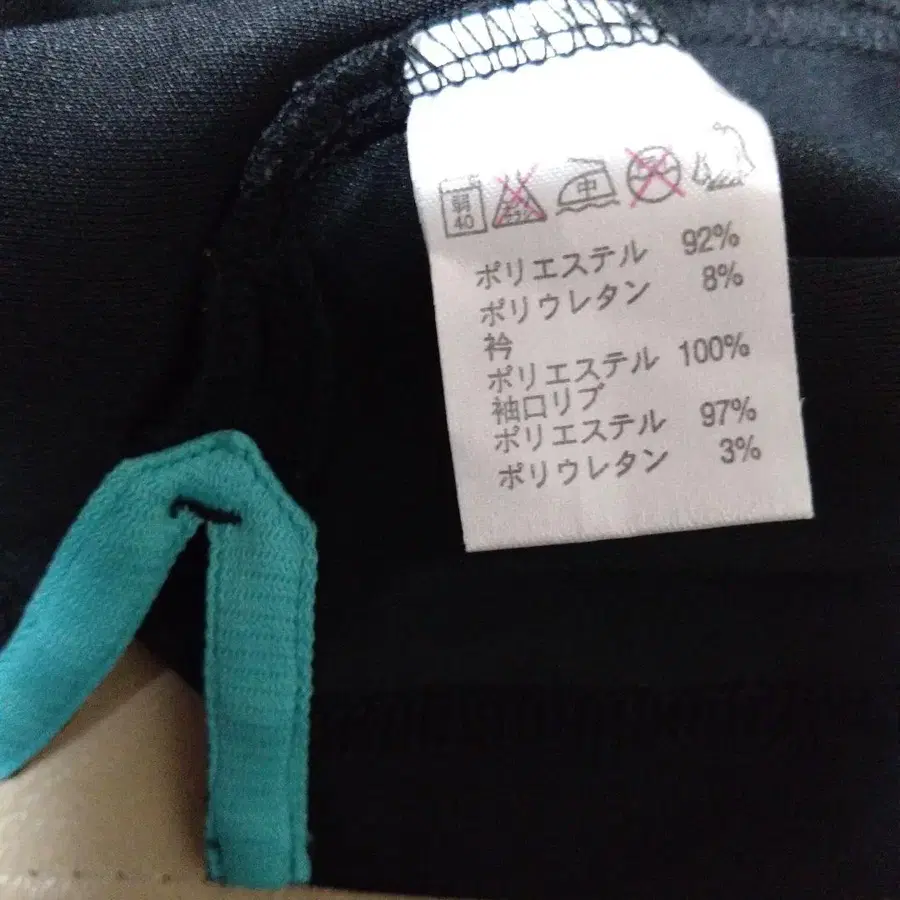 弱
40
中
ポリエステル 92%
ポリウレタン 8%
衿
ポリエステル 100%
袖口リブ
ポリエステル 97%
ポリウレタン 3%